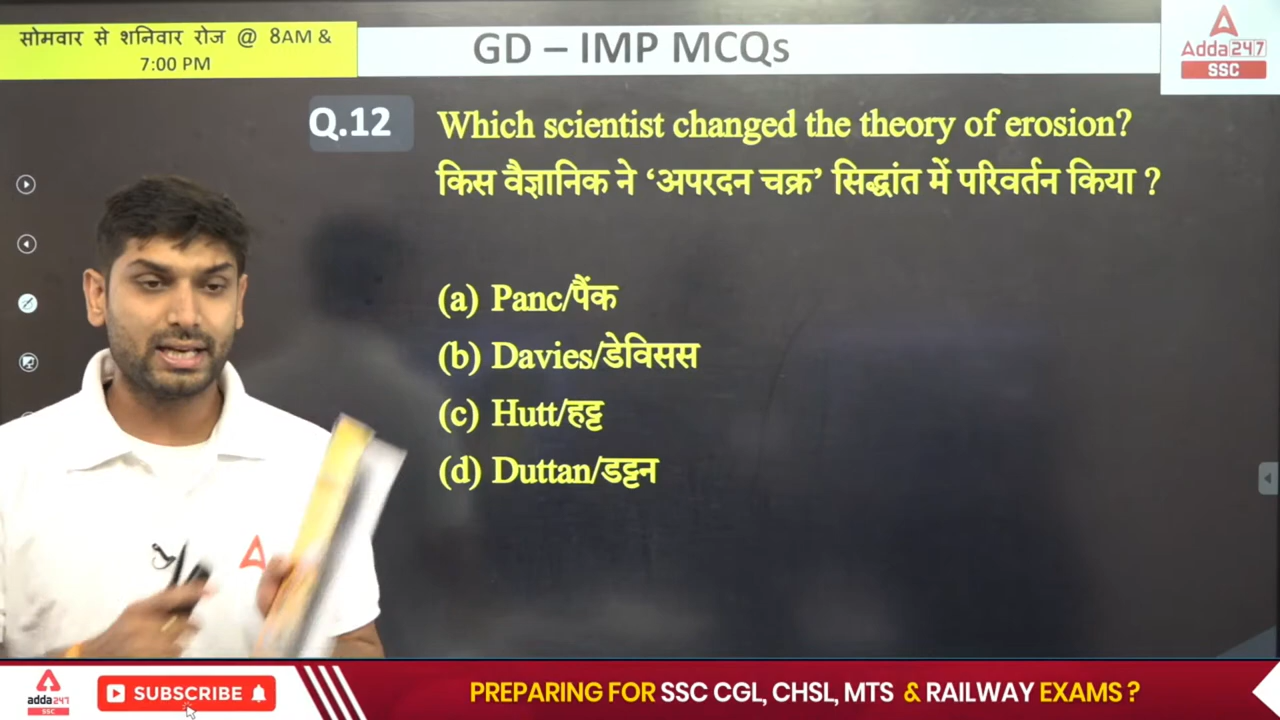 सोमवार से शनिवार रोज @ 8AM &
7:00 PM
GD – IMP MCQs
Adda247
SSC
Q.12
Which scientist changed the theory of erosion?
किस वैज्ञानिक ने ‘अपरदन चक्र’ सिद्धांत में परिवर्तन किया ?
(a) Panc/पैंक
(b) Davies/डेविसस
(c) Hutt/हट्ट
(d) Duttan/डट्टन
adda247
SSC
SUBSCRIBE
PREPARING FOR SSC CGL, CHSL, MTS & RAILWAY EXAMS ?